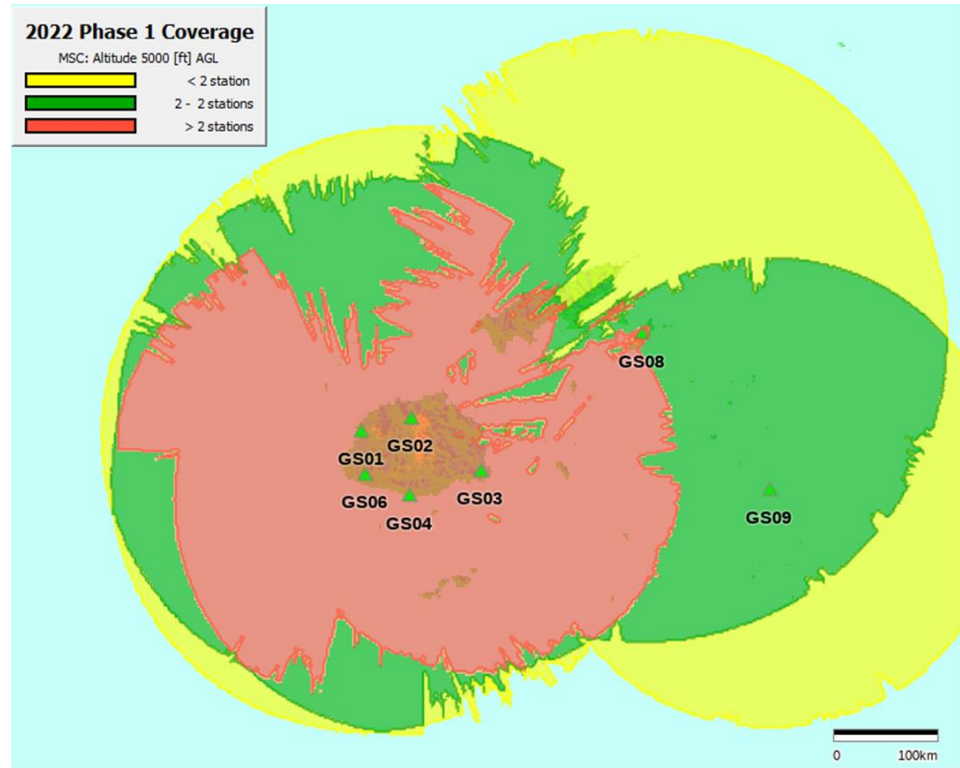 2022 Phase 1 Coverage
MSC: Altitude 5000 [ft] AGL
< 2 station
2 - 2 stations
> 2 stations
GS08
GS02
GS01
GS06
GS03
GS04
GS09
0 100km